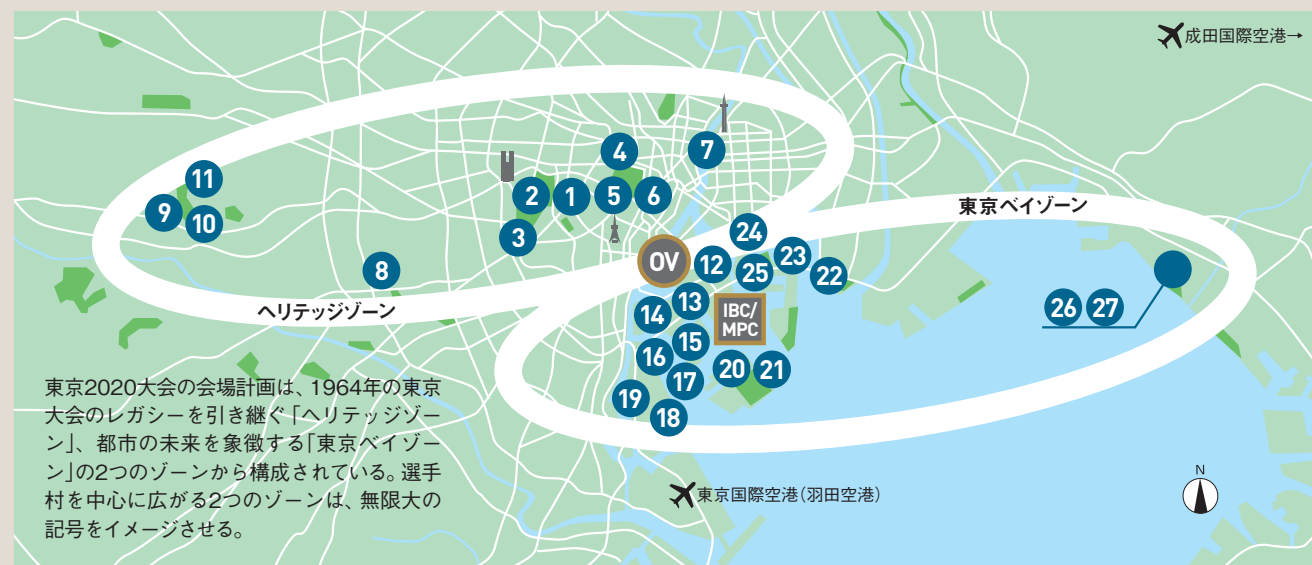 成田国際空港→
11
4
7
9
10
2
1
5
6
3
8
ヘリテッジゾーン
東京ベイゾーン
OV
12
24
25
23
22
13
14
IBC/
MPC
15
16
17
20
21
19
18
26
27
東京2020大会の会場計画は、1964年の東京
大会のレガシーを引き継ぐ「ヘリテッジゾー
ン」、都市の未来を象徴する「東京ベイゾー
ン」の2つのゾーンから構成されている。選手
村を中心に広がる2つのゾーンは、無限大の
記号をイメージさせる。
東京国際空港(羽田空港)
N